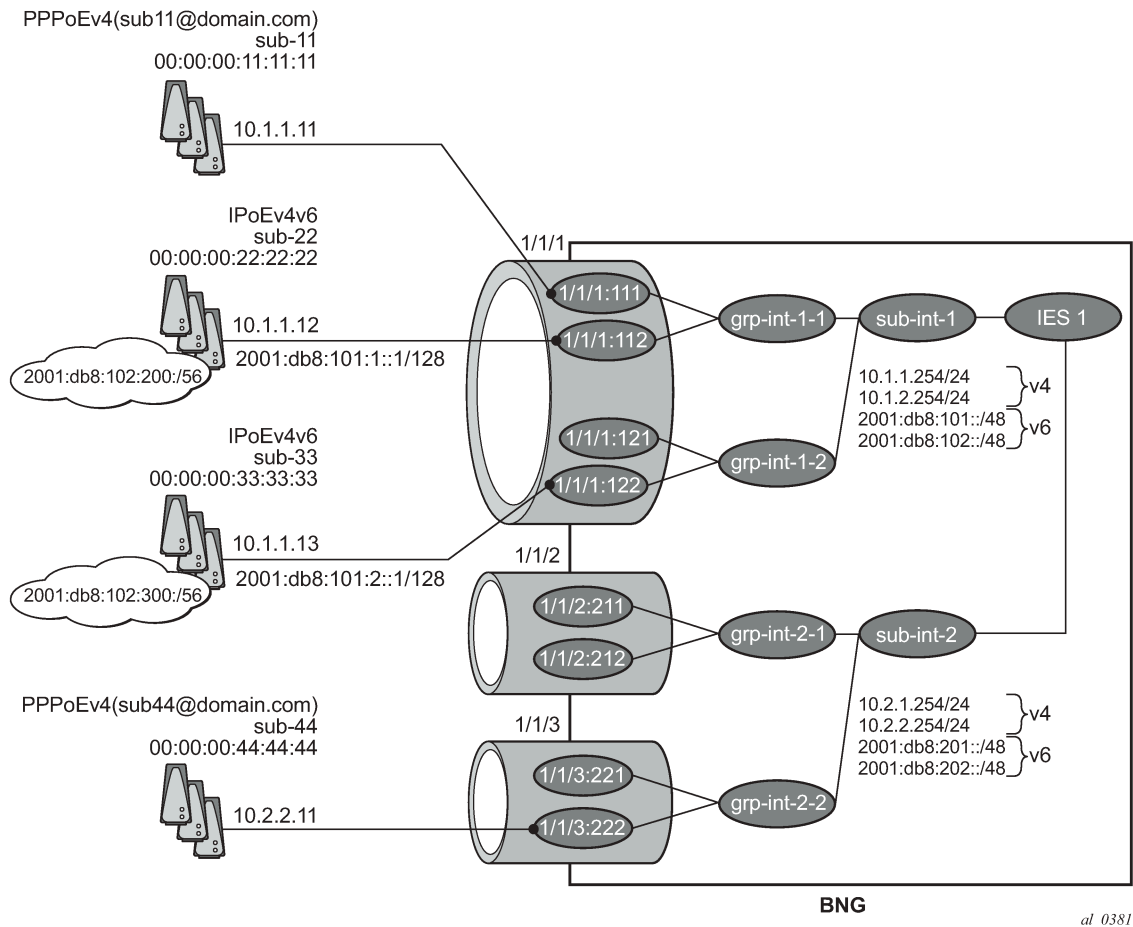 PPPoEv4(sub11@domain.com)
sub-11
00:00:00:11:11:11
10.1.1.11
IPoEv4v6
sub-22
00:00:00:22:22:22
10.1.1.12
2001:db8:101:1::1/128
2001:db8:102:200:/56
IPoEv4v6
sub-33
00:00:00:33:33:33
10.1.1.13
2001:db8:101:2::1/128
2001:db8:102:300:/56
PPPoEv4(sub44@domain.com)
sub-44
00:00:00:44:44:44
10.2.2.11
1/1/1
1/1/1:111
1/1/1:112
1/1/1:121
1/1/1:122
1/1/2
1/1/2:211
1/1/2:212
1/1/3
1/1/3:221
1/1/3:222
grp-int-1-1
grp-int-1-2
grp-int-2-1
grp-int-2-2
sub-int-1
IES 1
10.1.1.254/24
10.1.2.254/24
v4
2001:db8:101::/48
2001:db8:102::/48
v6
sub-int-2
10.2.1.254/24
10.2.2.254/24
v4
2001:db8:201::/48
2001:db8:202::/48
v6
BNG
al_0381